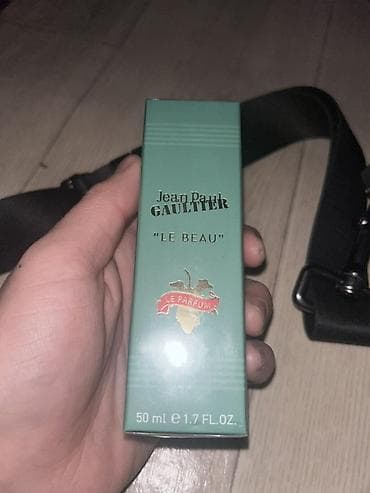 Jean Paul
GAULTIER
"LE BEAU"
LE PARFUM
50 ml e 1.7 FL.OZ.